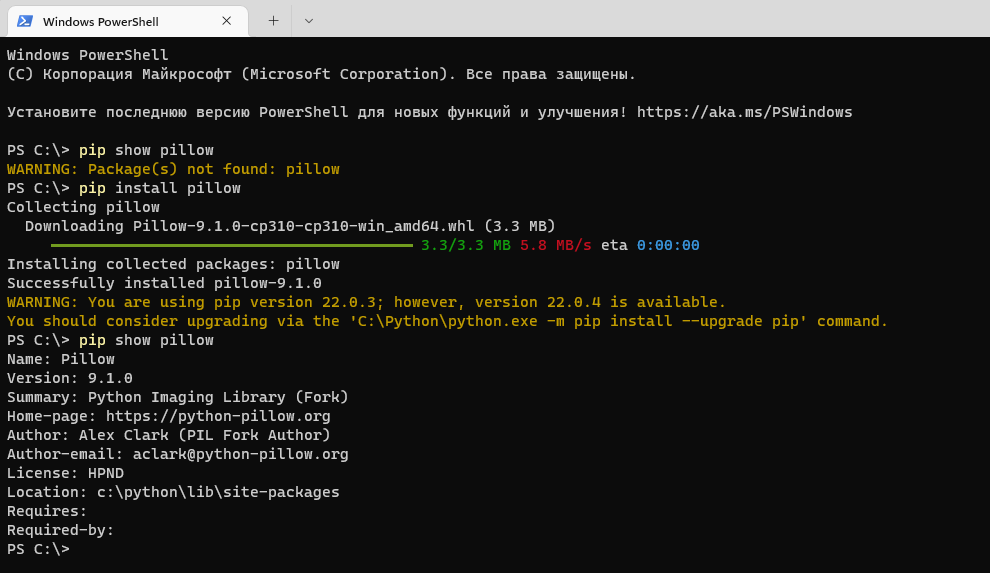 Windows PowerShell
Windows PowerShell
(C) Корпорация Майкрософт (Microsoft Corporation). Все права защищены.
Установите последнюю версию PowerShell для новых функций и улучшения! https://aka.ms/PSWindows
PS C:\> pip show pillow
WARNING: Package(s) not found: pillow
PS C:\> pip install pillow
Collecting pillow
Downloading Pillow-9.1.0-cp310-cp310-win_amd64.whl (3.3 MB)
3.3/3.3 MB 5.8 MB/s eta 0:00:00
Installing collected packages: pillow
Successfully installed pillow-9.1.0
WARNING: You are using pip version 22.0.3; however, version 22.0.4 is available.
You should consider upgrading via the 'C:\Python\python.exe -m pip install --upgrade pip' command.
PS C:\> pip show pillow
Name: Pillow
Version: 9.1.0
Summary: Python Imaging Library (Fork)
Home-page: https://python-pillow.org
Author: Alex Clark (PIL Fork Author)
Author-email: aclark@python-pillow.org
License: HPND
Location: c:\python\lib\site-packages
Requires:
Required-by:
PS C:\>